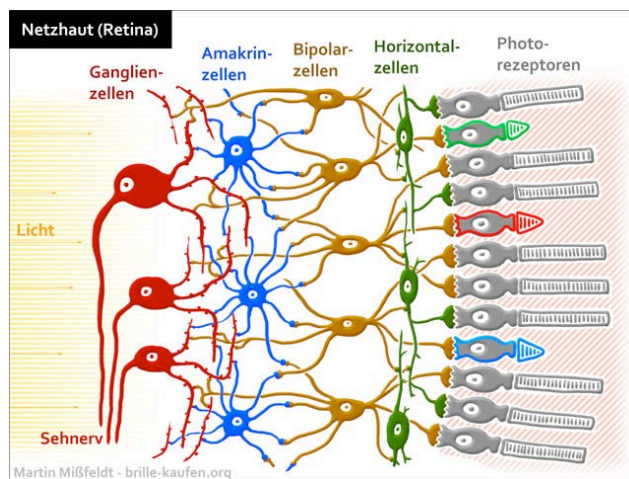 Netzhaut (Retina)
Ganglien-
zellen
Amakrin-
zellen
Bipolar-
zellen
Horizontal-
zellen
Photo-
rezeptoren
Licht
Sehnerv
Martin Mißfeldt - brille-kaufen.org